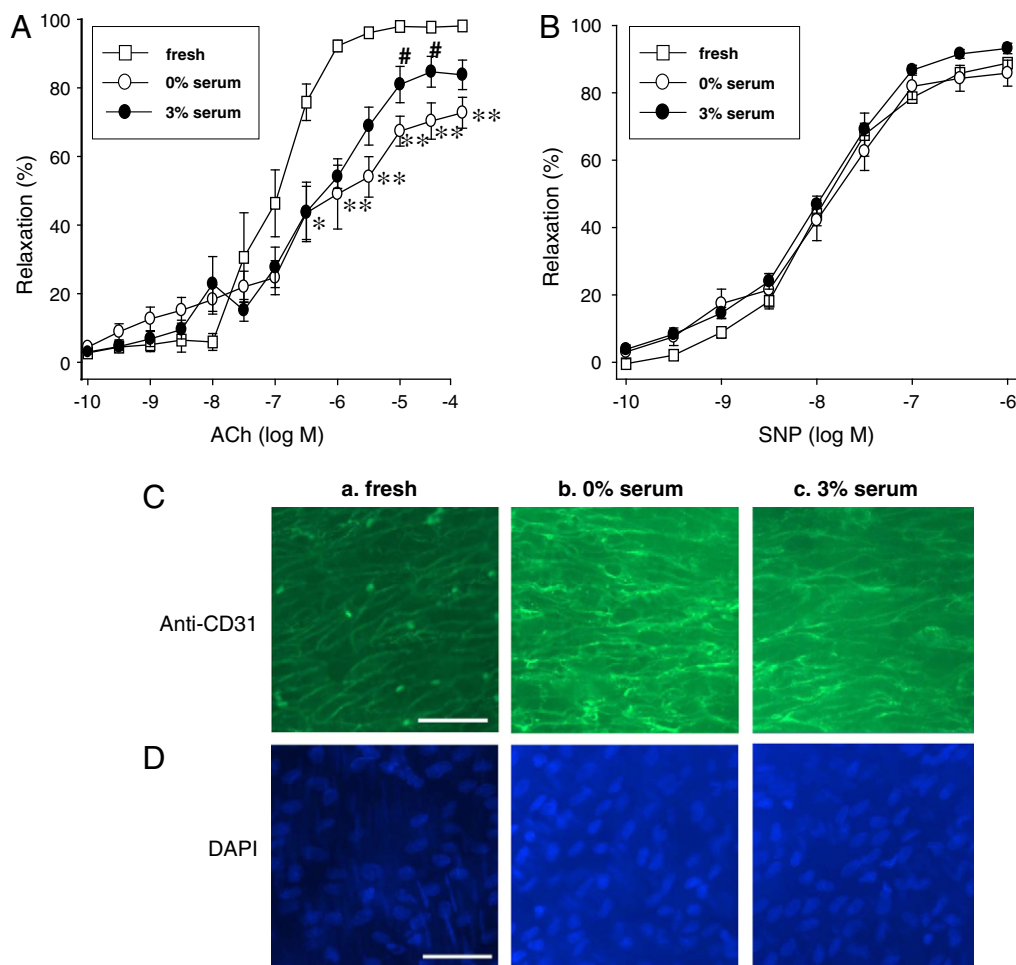 A
fresh
0% serum
3% serum
Relaxation (%)
100
80
60
40
20
0
# #
*
**
**
** ** **
-10 -9 -8 -7 -6 -5 -4
ACh (log M)
B
fresh
0% serum
3% serum
Relaxation (%)
100
80
60
40
20
0
-10 -9 -8 -7 -6
SNP (log M)
C
a. fresh b. 0% serum c. 3% serum
Anti-CD31
D
DAPI